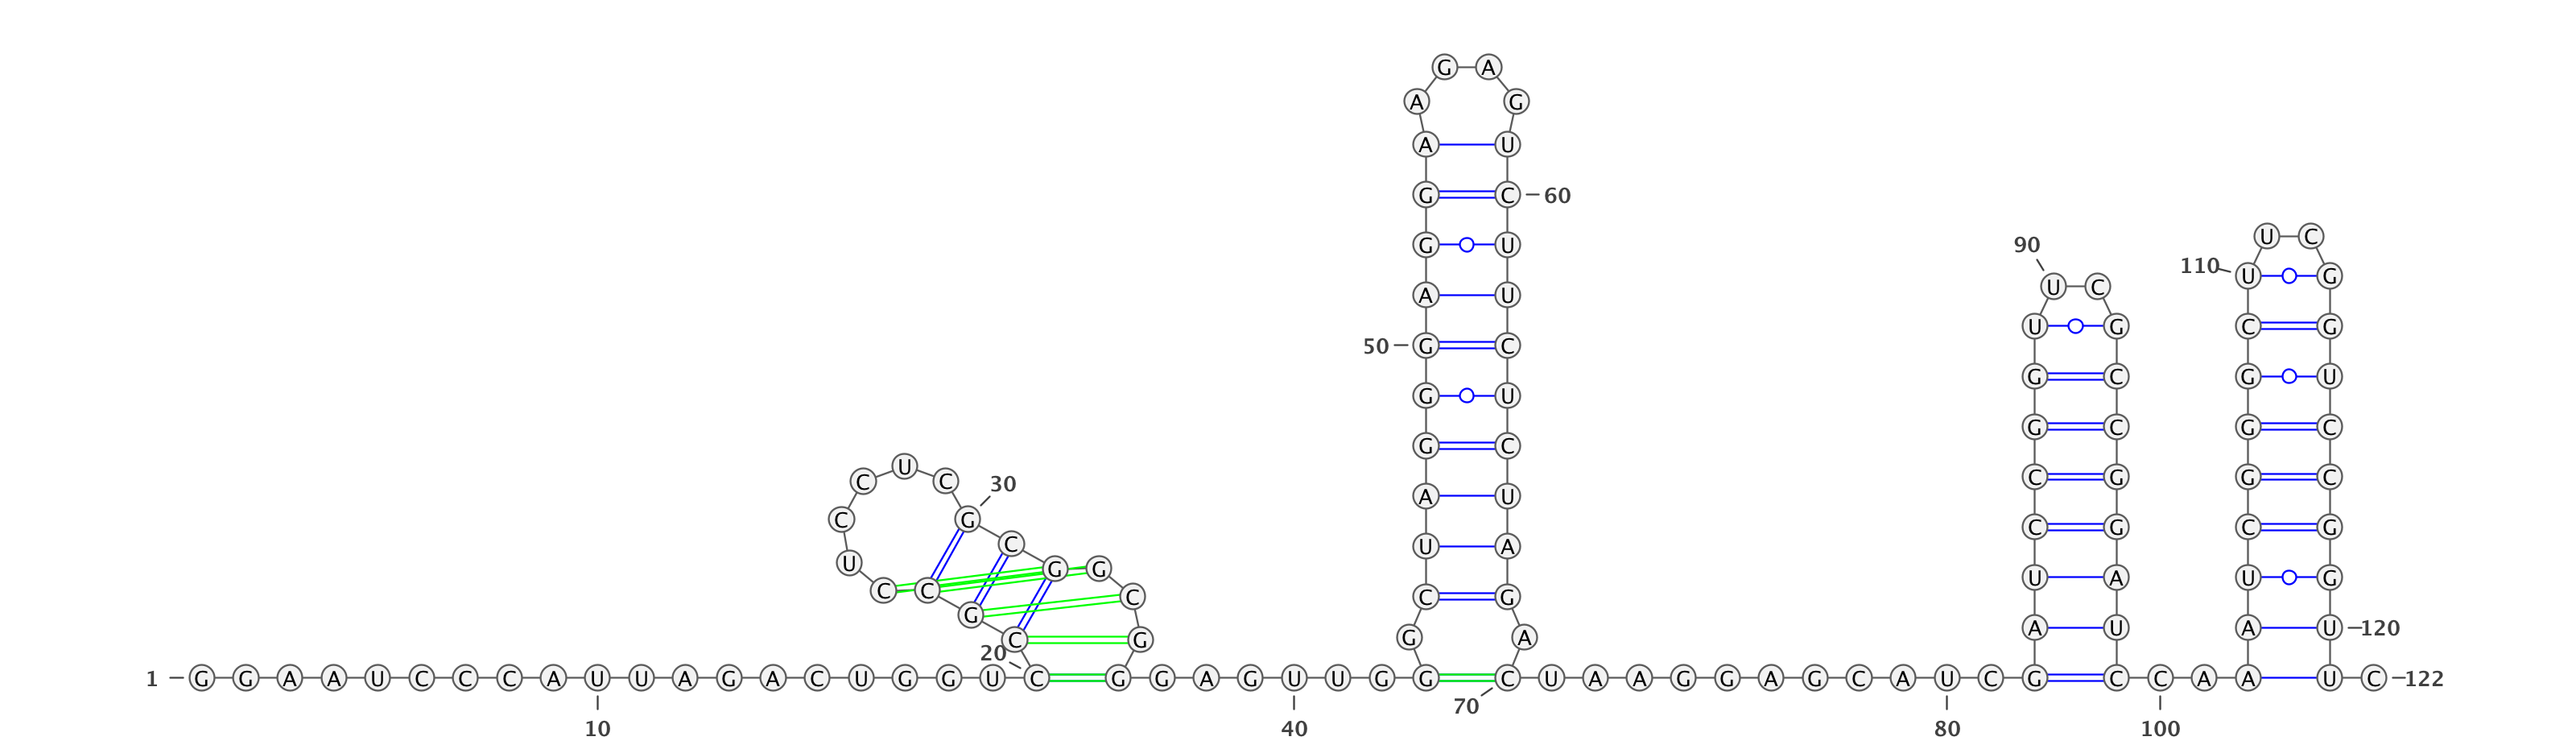 G A
A G
A U
G C 60
U C
90 G U
110 U G
U C
A U
U G C G
50 G C
G C G U
G U
G C G C
G C
U
C C
C G G C
30
A U
C G
C G C G
C
U A
U G G
U A U G
C C G C
C G
G
G A
C G
A U A U 120
20
1 G G A A U C C C A U U A G A C U G G U C G G A G U U G G C U A A G G A G C A U C G C C A A U C 122
70
10 40 80 100